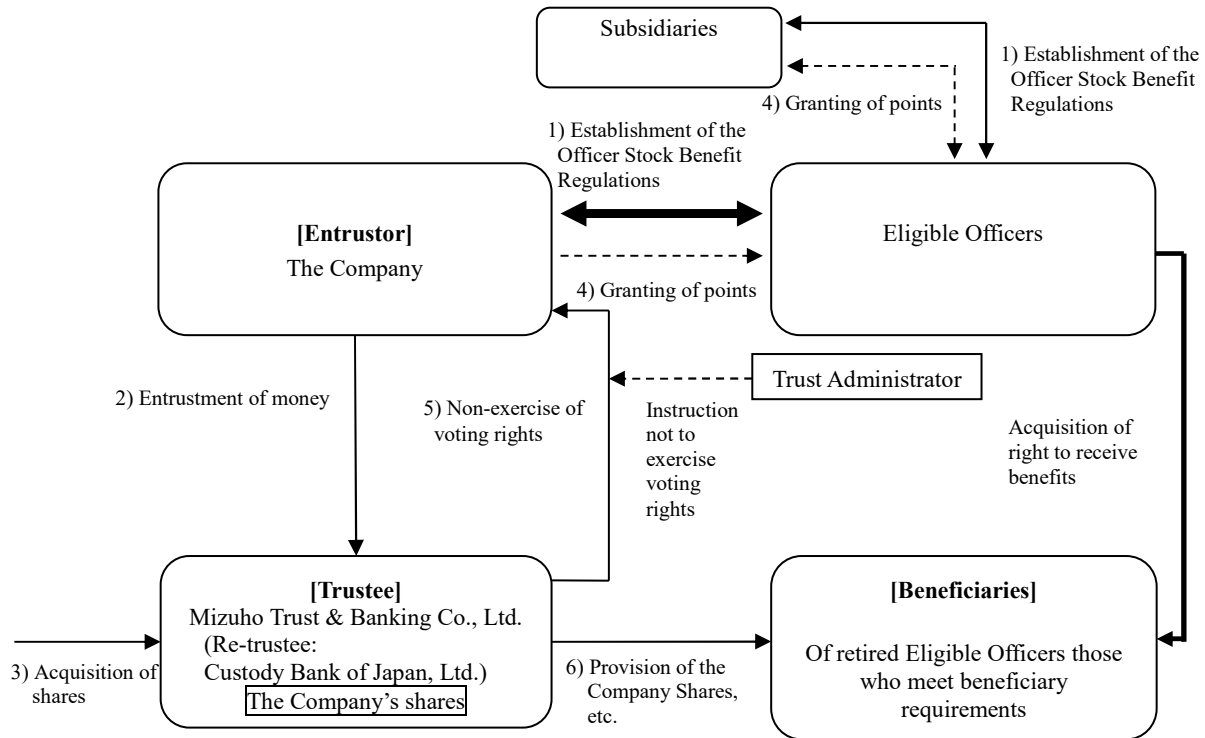 Subsidiaries
1) Establishment of the
Officer Stock Benefit
Regulations
4) Granting of points
1) Establishment of the
Officer Stock Benefit
Regulations
[Entrustor]
The Company
Eligible Officers
4) Granting of points
Trust Administrator
2) Entrustment of money
5) Non-exercise of
voting rights
Instruction
not to
exercise
voting
rights
Acquisition of
right to receive
benefits
[Trustee]
Mizuho Trust & Banking Co., Ltd.
(Re-trustee:
Custody Bank of Japan, Ltd.)
The Company’s shares
3) Acquisition of
shares
6) Provision of the
Company Shares,
etc.
[Beneficiaries]
Of retired Eligible Officers those
who meet beneficiary
requirements